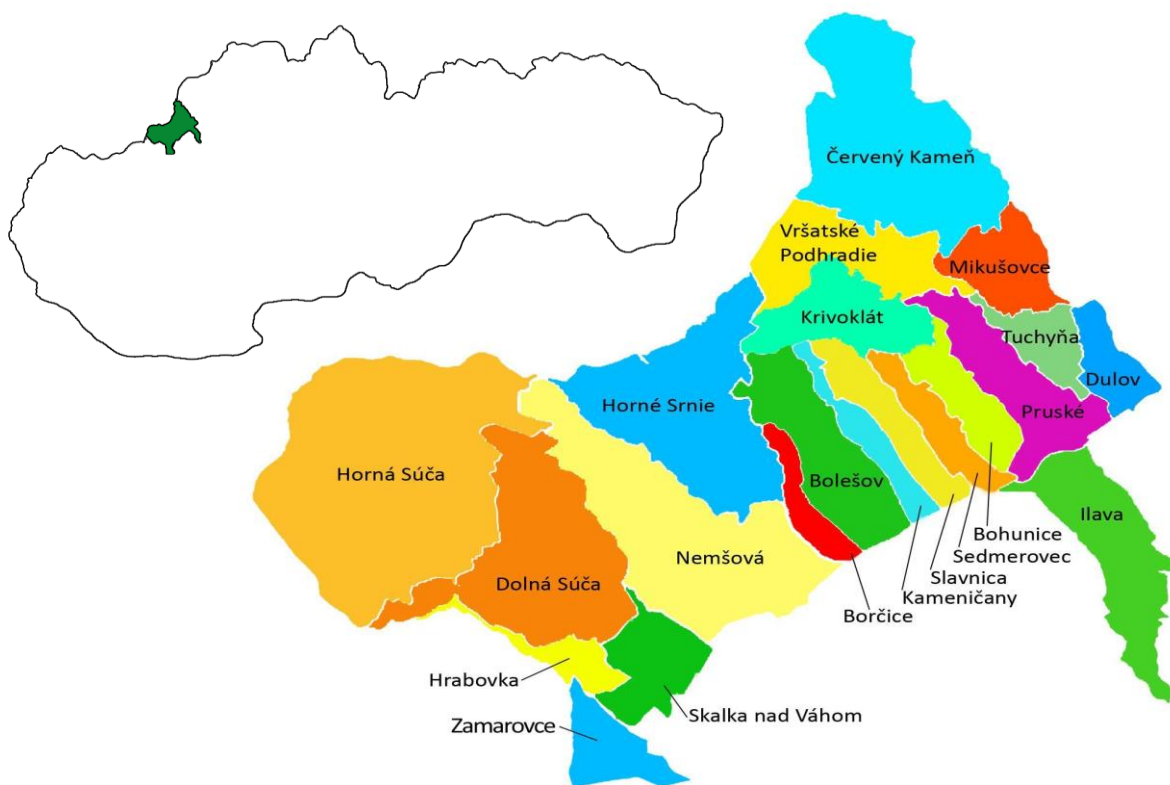 Červený Kameň
Vršatské
Podhradie
Mikušovce
Krivoklát
Tuchyňa
Dulov
Horné Srnie
Pruské
Horná Súča
Bolešov
Ilava
Bohunice
Nemšová
Sedmerovec
Slavnica
Dolná Súča
Kameničany
Borčice
Hrabovka
Skalka nad Váhom
Zamarovce